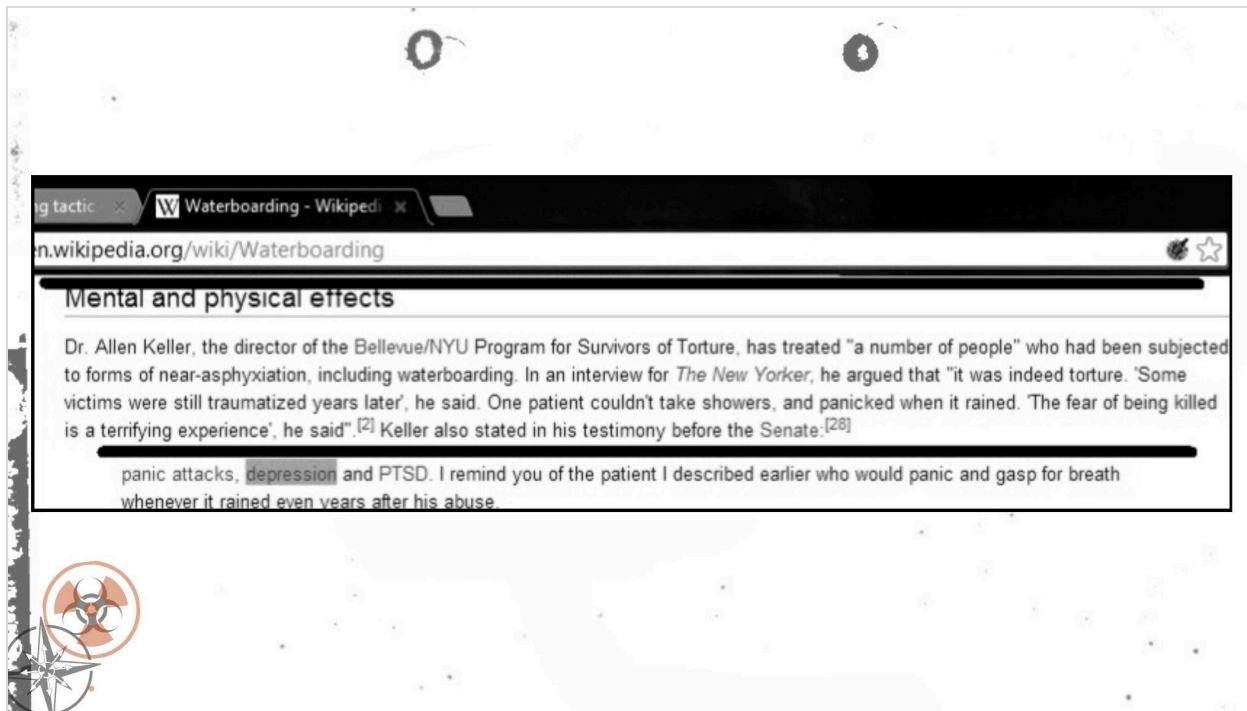 ng tactic
W Waterboarding - Wikipedi
en.wikipedia.org/wiki/Waterboarding
Mental and physical effects
Dr. Allen Keller, the director of the Bellevue/NYU Program for Survivors of Torture, has treated "a number of people" who had been subjected
to forms of near-asphyxiation, including waterboarding. In an interview for The New Yorker, he argued that "it was indeed torture. 'Some
victims were still traumatized years later', he said. One patient couldn't take showers, and panicked when it rained. 'The fear of being killed
is a terrifying experience', he said".[2] Keller also stated in his testimony before the Senate:[28]
panic attacks, depression and PTSD. I remind you of the patient I described earlier who would panic and gasp for breath
whenever it rained even years after his abuse.